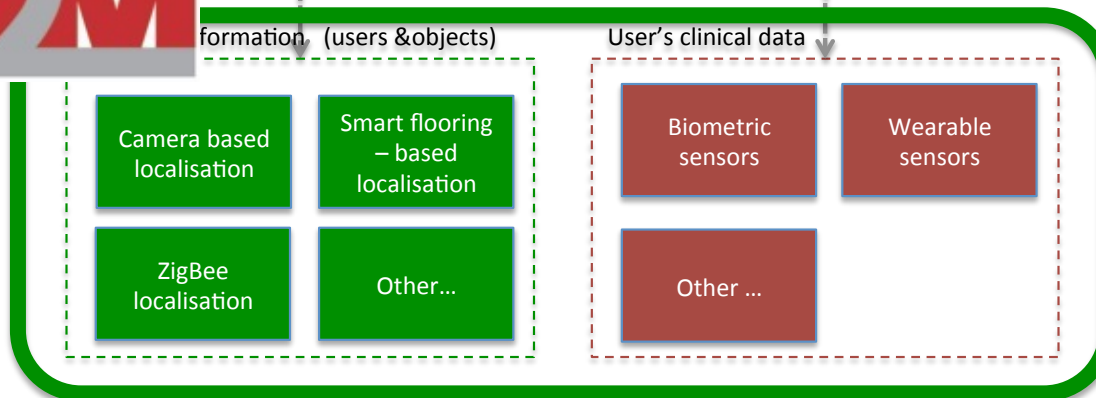 formation (users &objects)
User's clinical data
Camera based
localisation
Smart flooring
– based
localisation
ZigBee
localisation
Other…
Biometric
sensors
Wearable
sensors
Other …